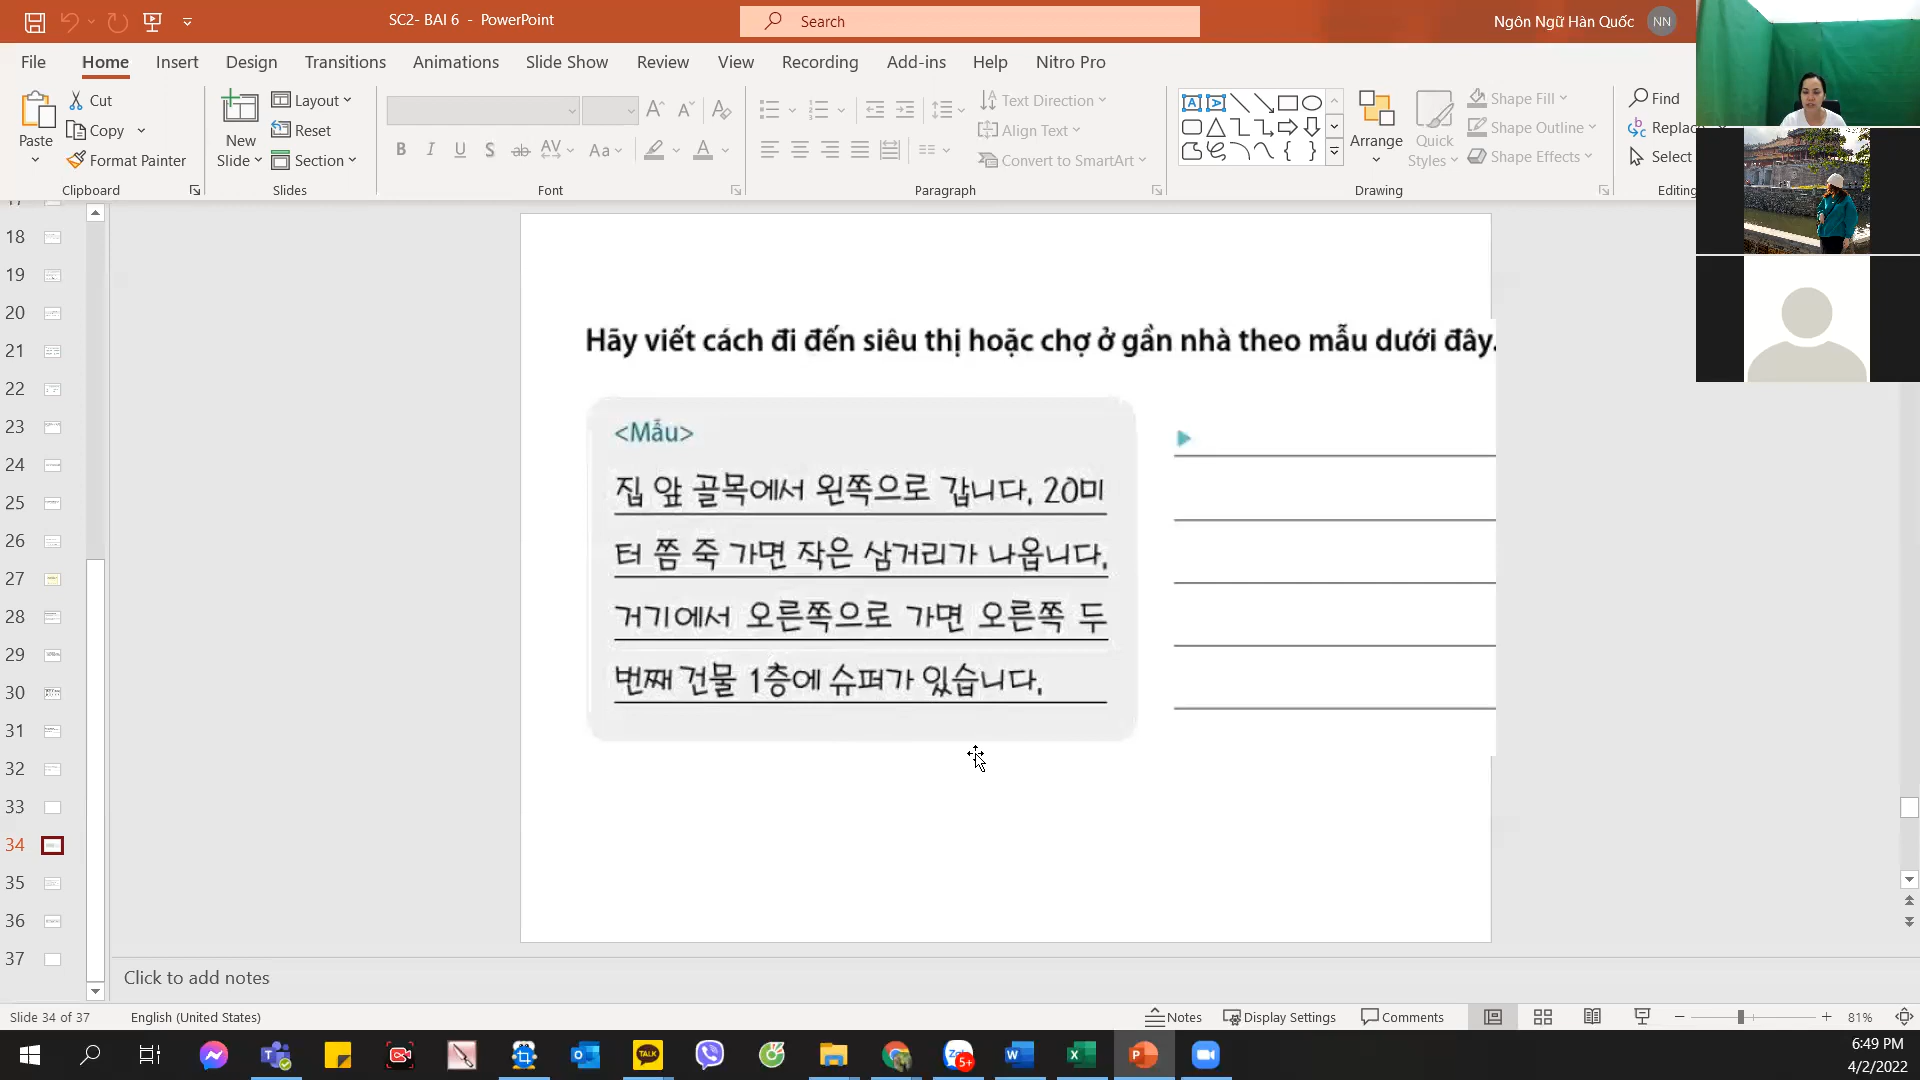 SC2- BAI 6 - PowerPoint
Search
Ngôn Ngữ Hàn Quốc NN
File Home Insert Design Transitions Animations Slide Show Review View Recording Add-ins Help Nitro Pro
Paste
Cut
Copy
Format Painter
Clipboard
New Slide
Layout
Reset
Section
Slides
Font
Text Direction
Align Text
Convert to SmartArt
Paragraph
Arrange
Quick Styles
Shape Fill
Shape Outline
Shape Effects
Drawing
Find
Replac
Select
Editing
18
19
20
21
22
23
24
25
26
27
28
29
30
31
32
33
34
35
36
37
Hãy viết cách đi đến siêu thị hoặc chợ ở gần nhà theo mẫu dưới đây.
<Mẫu>
집 앞 골목에서 왼쪽으로 갑니다. 20미
터 쯤 죽 가면 작은 삼거리가 나옵니다.
거기에서 오른쪽으로 가면 오른쪽 두
번째 건물 1층에 슈퍼가 있습니다.
Click to add notes
Slide 34 of 37 English (United States) Notes Display Settings Comments 81%
TALK
5+
6:49 PM
4/2/2022